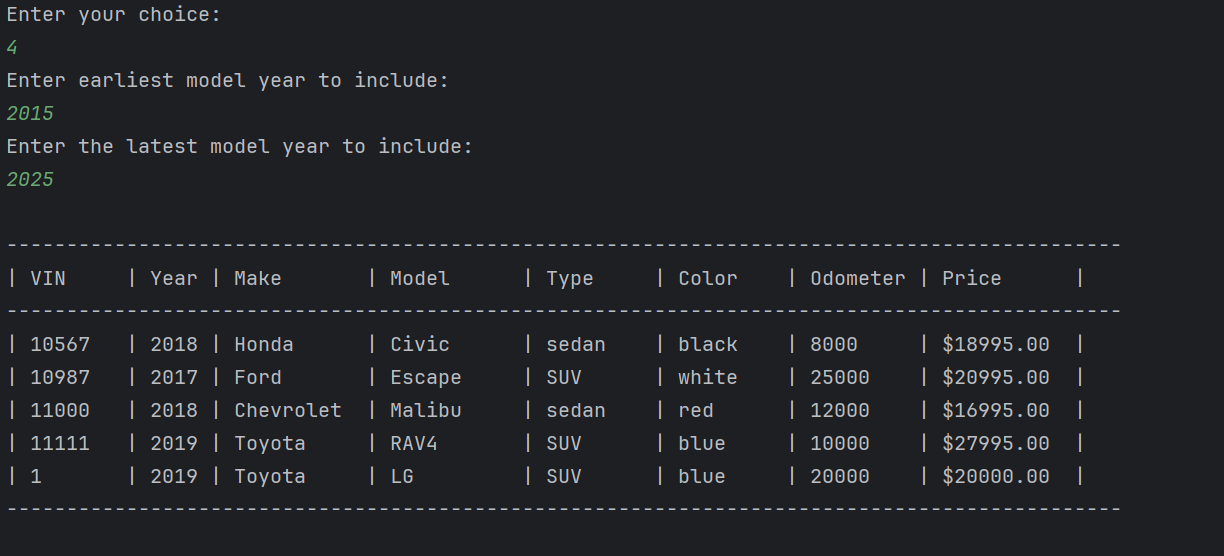 Enter your choice:
4
Enter earliest model year to include:
2015
Enter the latest model year to include:
2025
---------------------------------------------------------------------------------------------
| VIN     | Year | Make       | Model      | Type     | Color    | Odometer | Price      |
---------------------------------------------------------------------------------------------
| 10567   | 2018 | Honda      | Civic      | sedan    | black    | 8000     | $18995.00  |
| 10987   | 2017 | Ford       | Escape     | SUV      | white    | 25000    | $20995.00  |
| 11000   | 2018 | Chevrolet  | Malibu     | sedan    | red      | 12000    | $16995.00  |
| 11111   | 2019 | Toyota     | RAV4       | SUV      | blue     | 10000    | $27995.00  |
| 1       | 2019 | Toyota     | LG         | SUV      | blue     | 20000    | $20000.00  |
---------------------------------------------------------------------------------------------